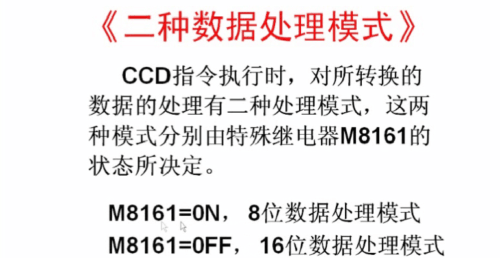 《二种数据处理模式》
CCD指令执行时，对所转换的
数据的处理有二种处理模式，这两
种模式分别由特殊继电器M8161的
状态所决定。
M8161=0N，8位数据处理模式
M8161=0FF，16位数据处理模式